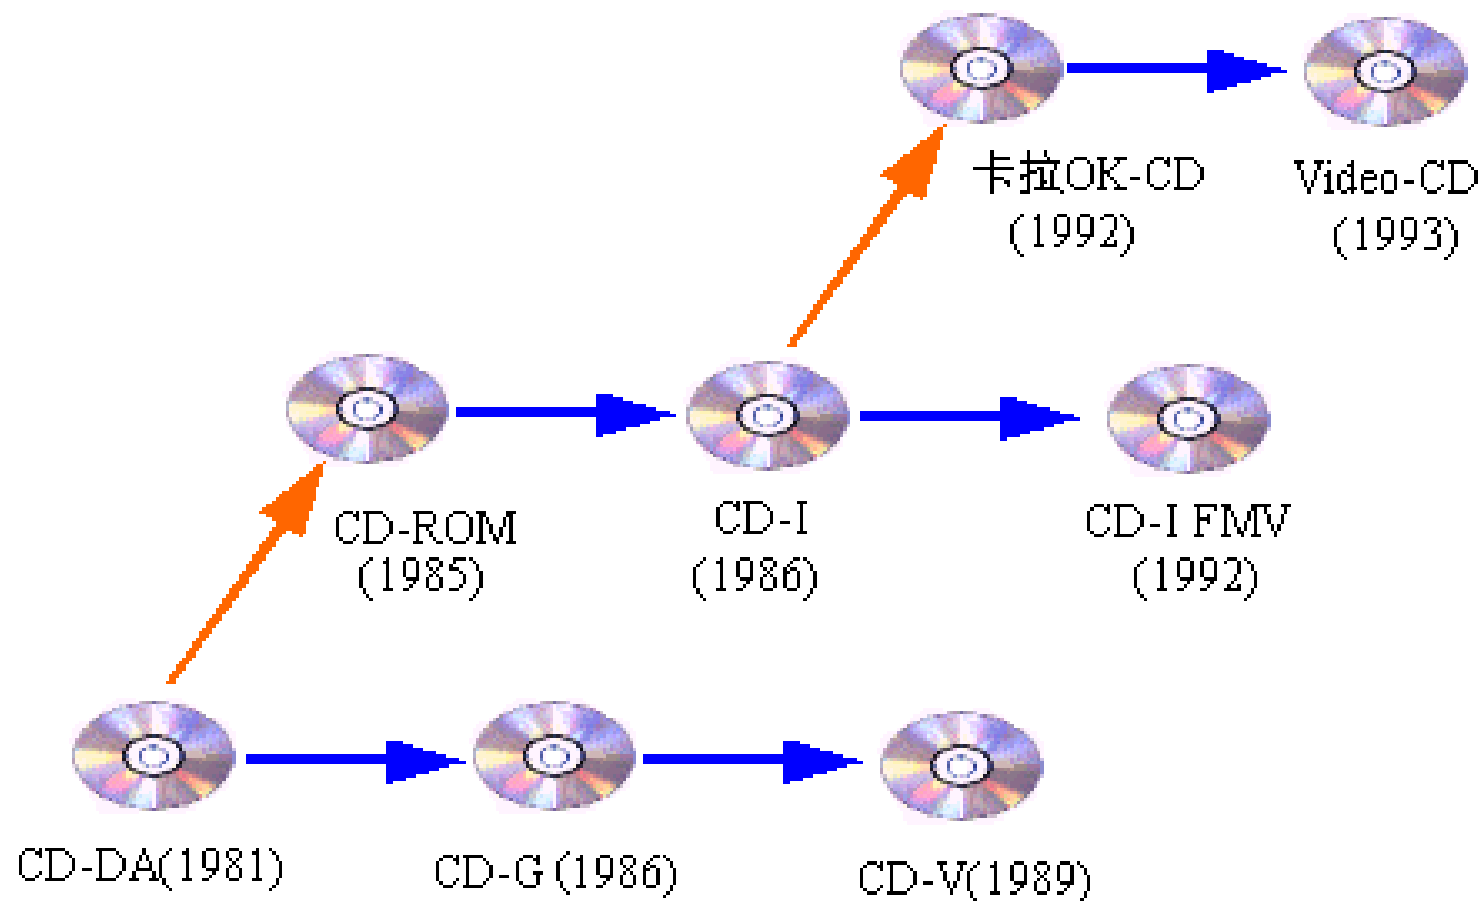 卡拉OK-CD
(1992)
Video-CD
(1993)
CD-ROM
(1985)
CD-I
(1986)
CD-I FMV
(1992)
CD-DA(1981)
CD-G (1986)
CD-V(1989)